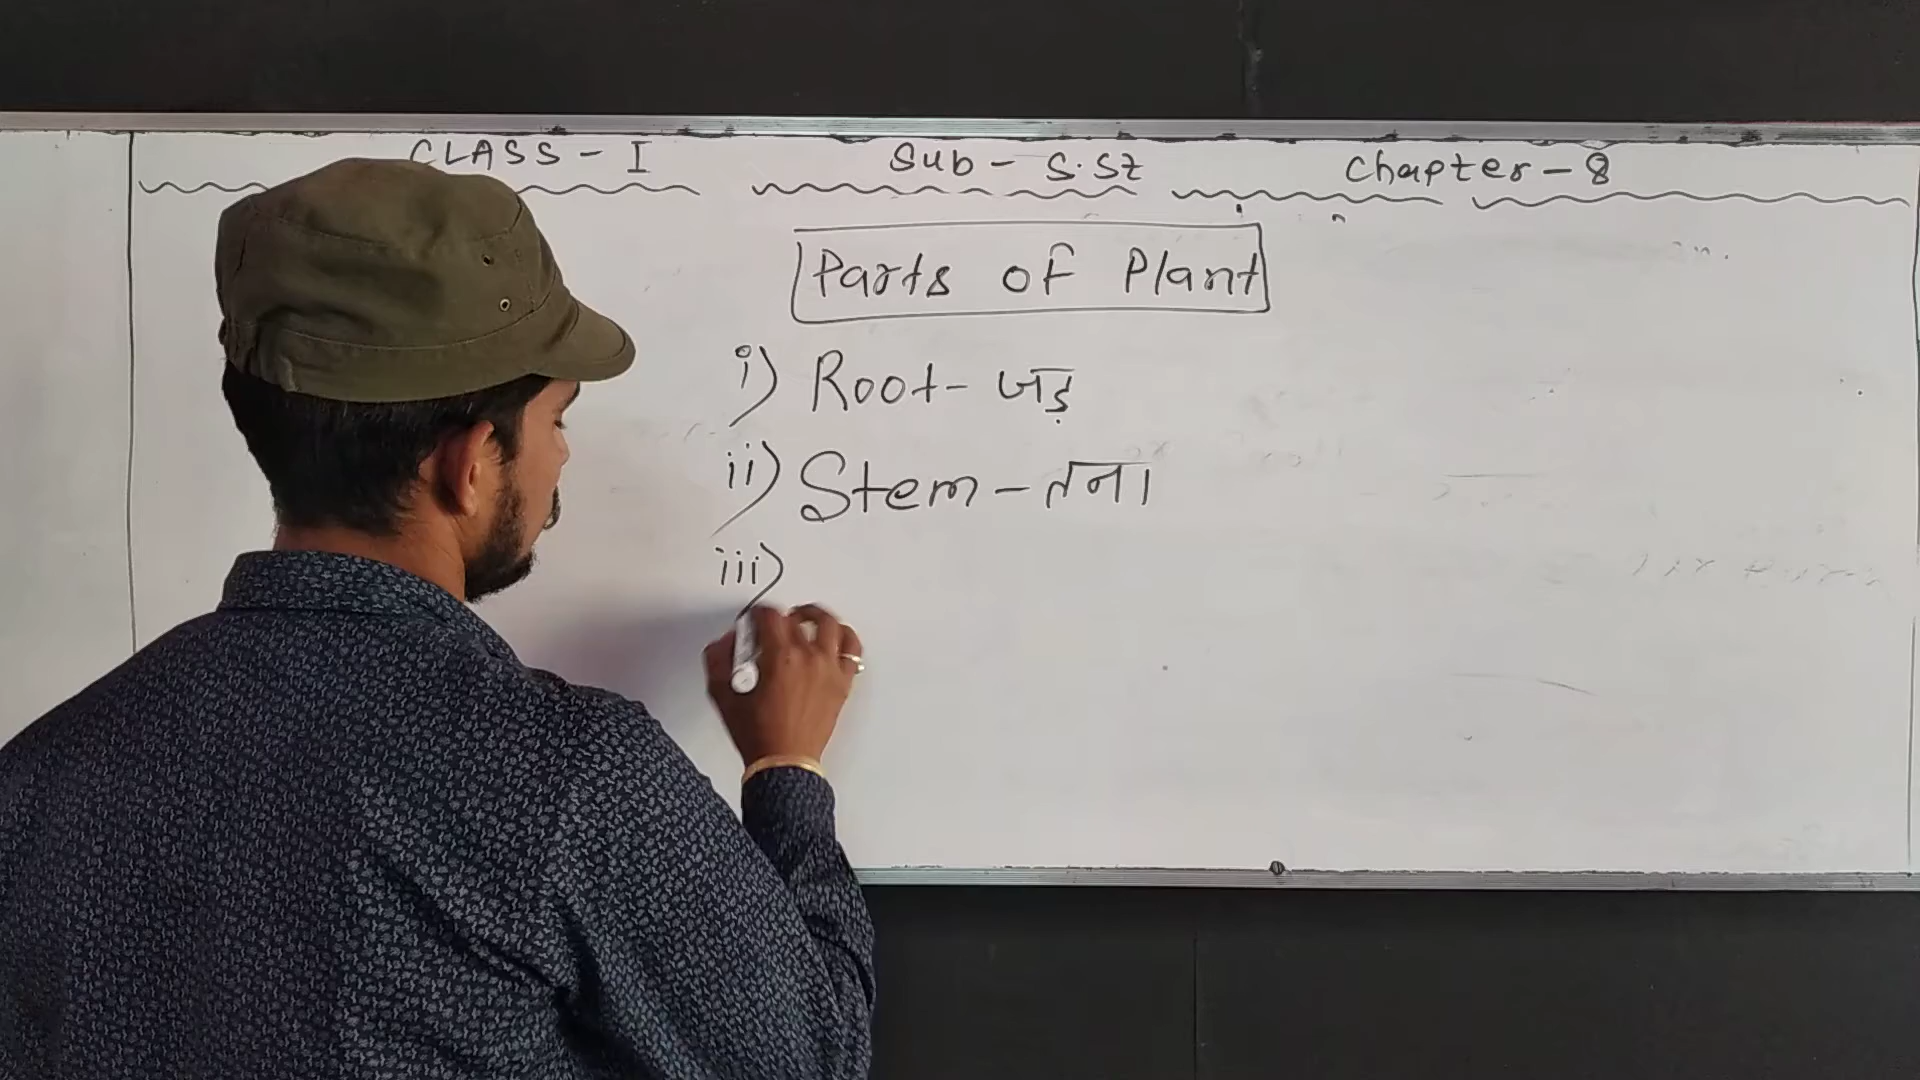 CLASS - I Sub - S.St Chapter - 8
Parts of Plant
i) Root - जड़
ii) Stem - तना
iii)